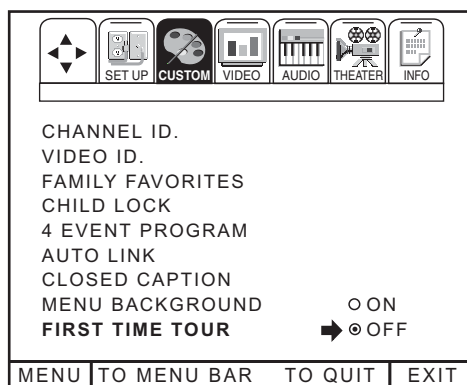 SET UP CUSTOM VIDEO AUDIO THEATER INFO
CHANNEL ID.
VIDEO ID.
FAMILY FAVORITES
CHILD LOCK
4 EVENT PROGRAM
AUTO LINK
CLOSED CAPTION
MENU BACKGROUND ON
FIRST TIME TOUR OFF
MENU TO MENU BAR TO QUIT EXIT